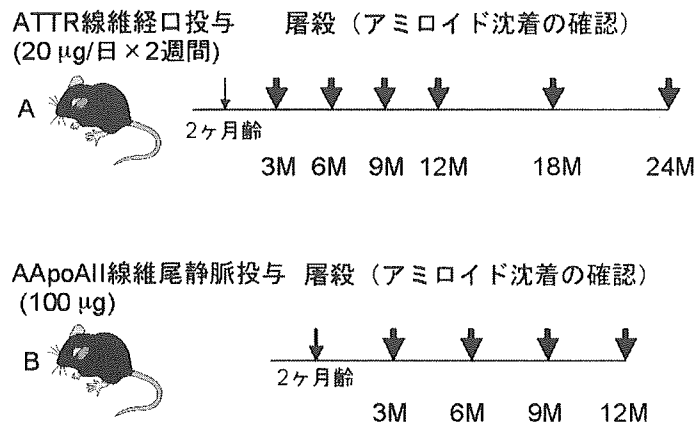 ATTR線維経口投与 屠殺（アミロイド沈着の確認）
(20 μg/日×2週間)
A
2ヶ月齢
3M 6M 9M 12M 18M 24M
AApoAII線維尾静脈投与 屠殺（アミロイド沈着の確認）
(100 μg)
B
2ヶ月齢
3M 6M 9M 12M